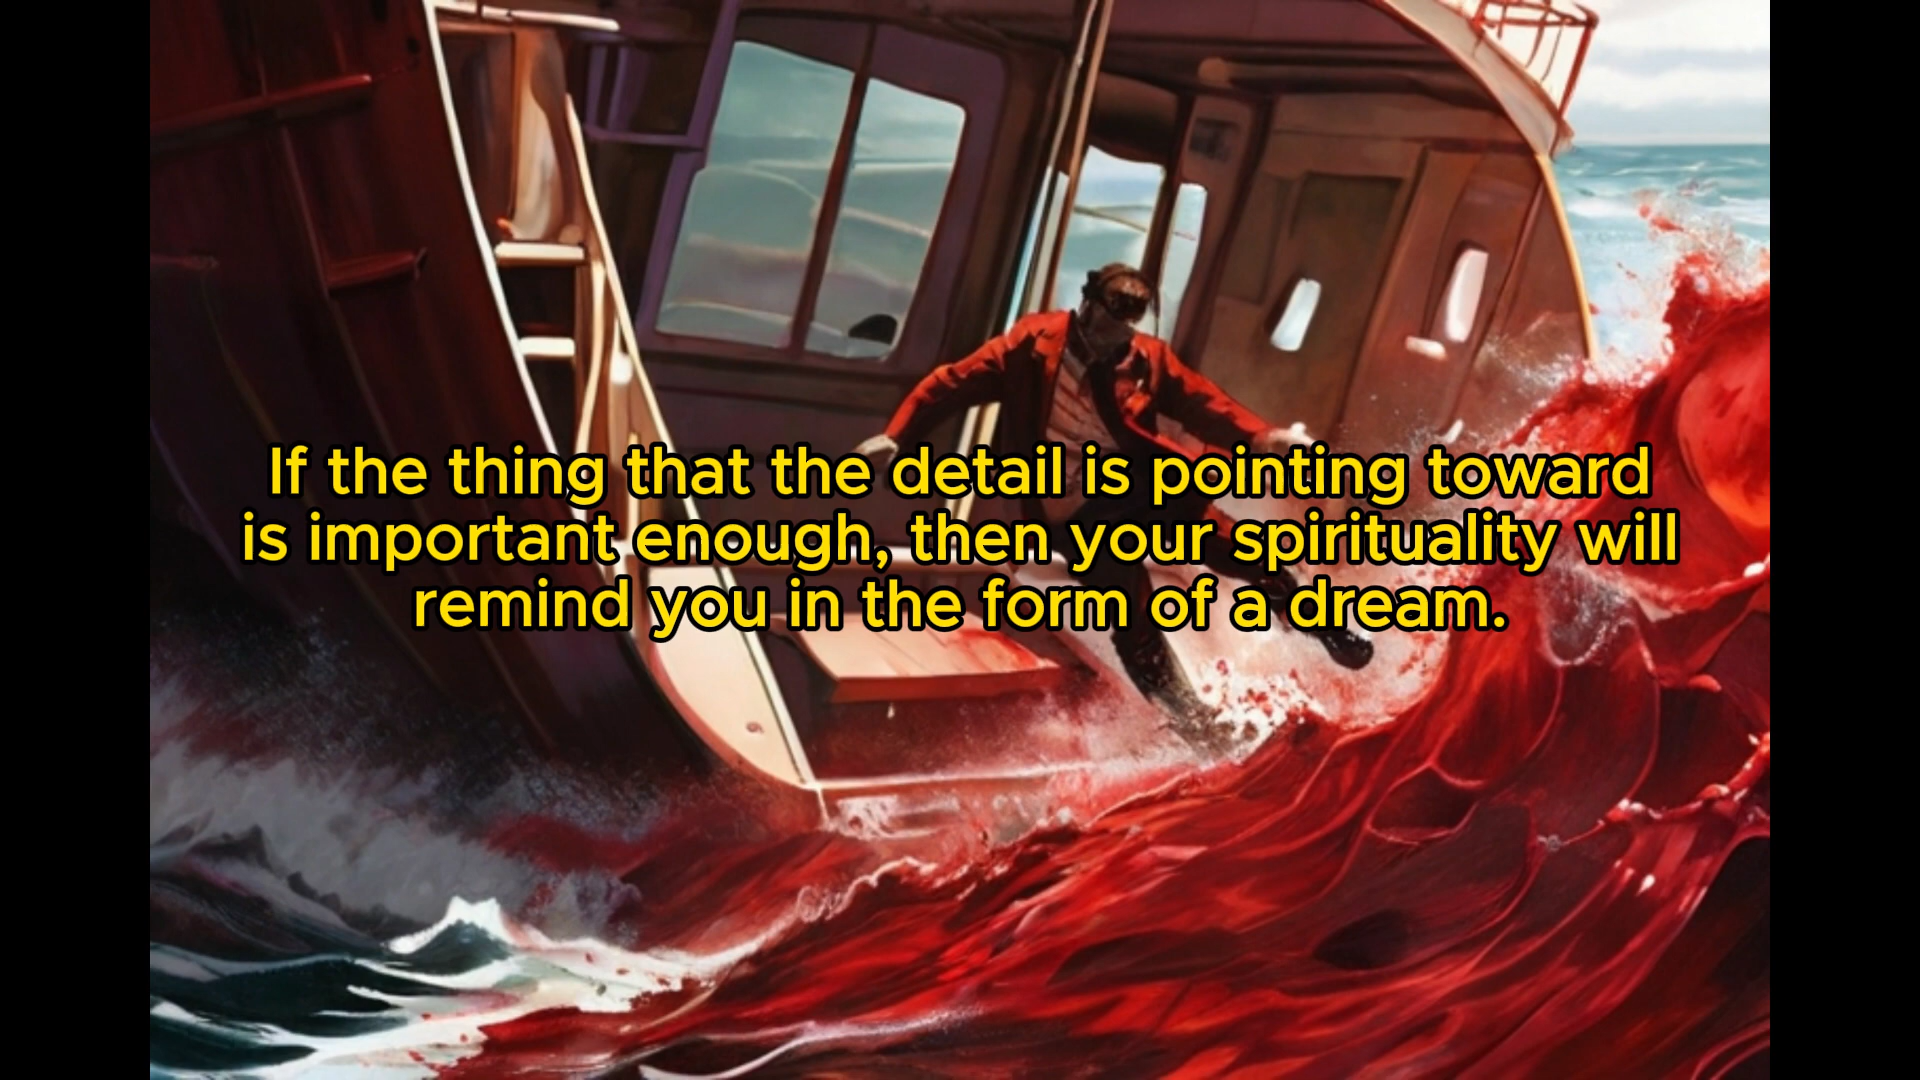 If the thing that the detail is pointing toward
is important enough, then your spirituality will
remind you in the form of a dream.